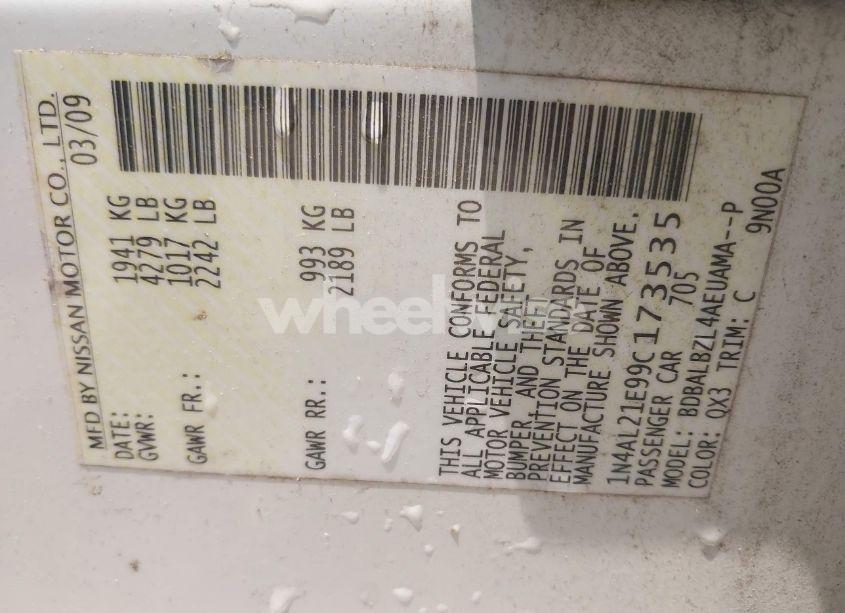 MFD BY NISSAN MOTOR CO., LTD.
DATE: 03/09
GVWR: 1941 KG
4279 LB
GAWR FR.: 1017 KG
2242 LB
GAWR RR.: 993 KG
2189 LB
THIS VEHICLE CONFORMS TO
ALL APPLICABLE FEDERAL
MOTOR VEHICLE SAFETY,
BUMPER, AND THEFT
PREVENTION STANDARDS IN
EFFECT ON THE DATE OF
MANUFACTURE SHOWN ABOVE.
1N4AL21E99C173535
PASSENGER CAR 705
MODEL: BDBALBZL4AEUAMA--P
COLOR: QX3 TRIM: C 9N00A